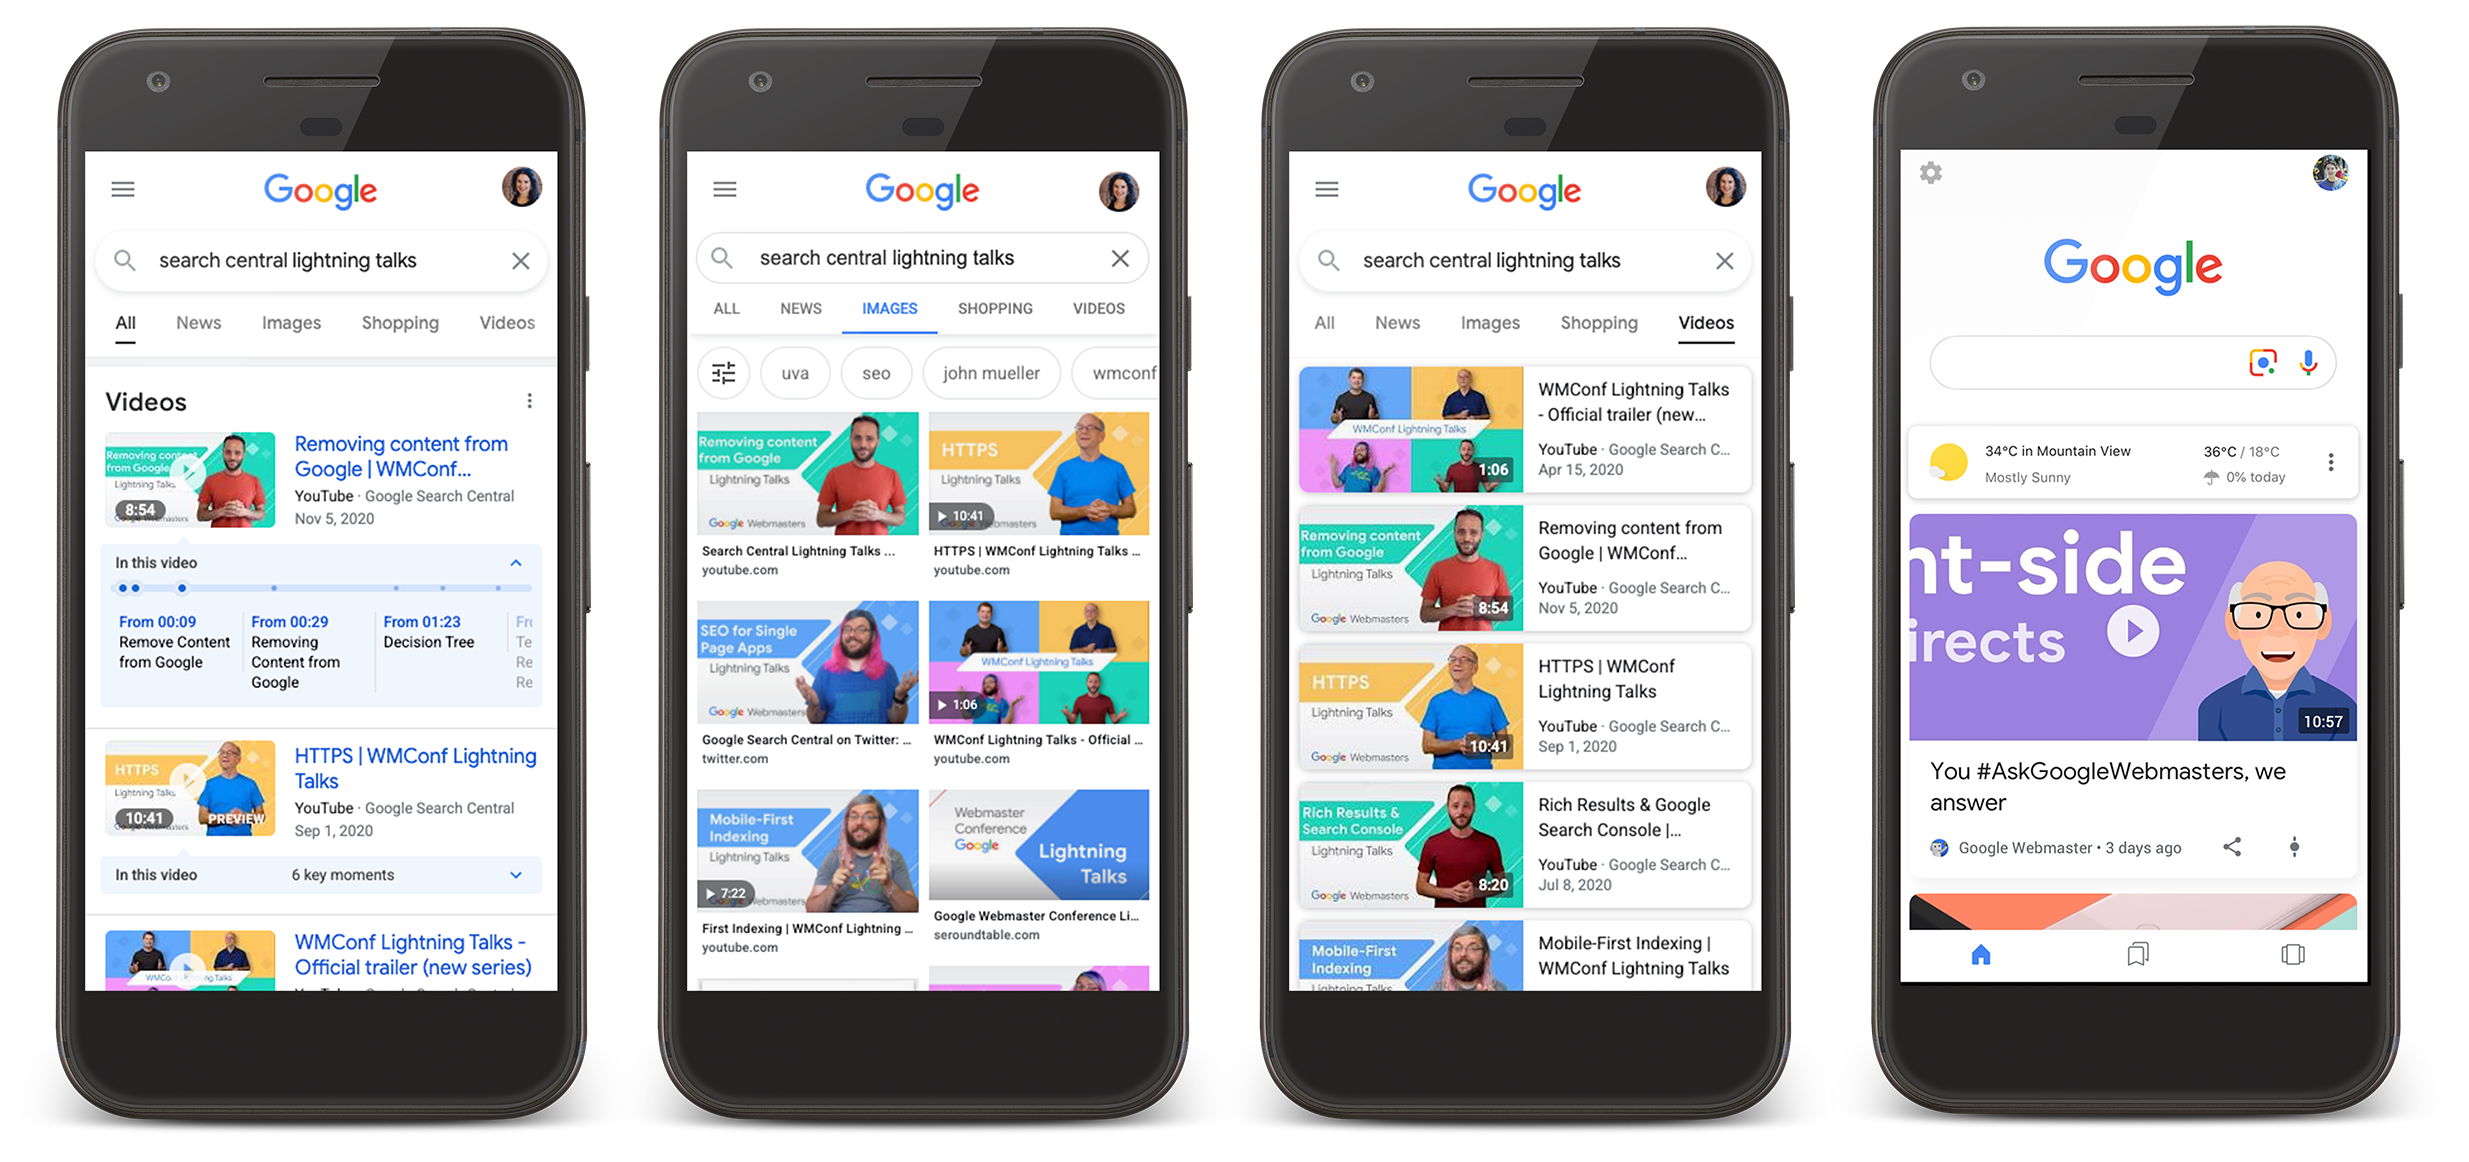 Google
search central lightning talks
All News Images Shopping Videos
Videos
Removing content
from Google
Lightning Talks
8:54
Removing content from
Google | WMConf...
YouTube · Google Search Central
Nov 5, 2020
In this video
From 00:09
Remove Content
from Google
From 00:29
Removing
Content from
Google
From 01:23
Decision Tree
Te
Re
Re
HTTPS
Lightning Talks
10:41
PREVIEW
HTTPS | WMConf Lightning
Talks
YouTube · Google Search Central
Sep 1, 2020
In this video 6 key moments
WMConf Lightning Talks -
Official trailer (new series)
Google
search central lightning talks
ALL NEWS IMAGES SHOPPING VIDEOS
uva seo john mueller wmconf
Removing content
from Google
Lightning Talks
Google Webmasters
Search Central Lightning Talks ...
youtube.com
HTTPS
Lightning Talks
10:41
HTTPS | WMConf Lightning Talks ...
youtube.com
SEO for Single
Page Apps
Lightning Talks
Google Webmasters
Google Search Central on Twitter: ...
twitter.com
WMConf Lightning Talks
1:06
WMConf Lightning Talks - Official ...
youtube.com
Mobile-First
Indexing
Lightning Talks
7:22
First Indexing | WMConf Lightning ...
youtube.com
Webmaster
Conference
Google
Lightning
Talks
Google Webmaster Conference Li...
seroundtable.com
Google
search central lightning talks
All News Images Shopping Videos
WMConf Lightning Talks
1:06
WMConf Lightning Talks
- Official trailer (new...
YouTube · Google Search C...
Apr 15, 2020
Removing content
from Google
Lightning Talks
Google Webmasters
8:54
Removing content from
Google | WMConf...
YouTube · Google Search C...
Nov 5, 2020
HTTPS
Lightning Talks
Google Webmasters
10:41
HTTPS | WMConf
Lightning Talks
YouTube · Google Search C...
Sep 1, 2020
Rich Results &
Search Console
Lightning Talks
Google Webmasters
8:20
Rich Results & Google
Search Console |...
YouTube · Google Search C...
Jul 8, 2020
Mobile-First
Indexing
Lightning Talks
Mobile-First Indexing |
WMConf Lightning Talks
Google
34°C in Mountain View
Mostly Sunny
36°C / 18°C
0% today
nt-side
irects
10:57
You #AskGoogleWebmasters, we
answer
Google Webmaster • 3 days ago